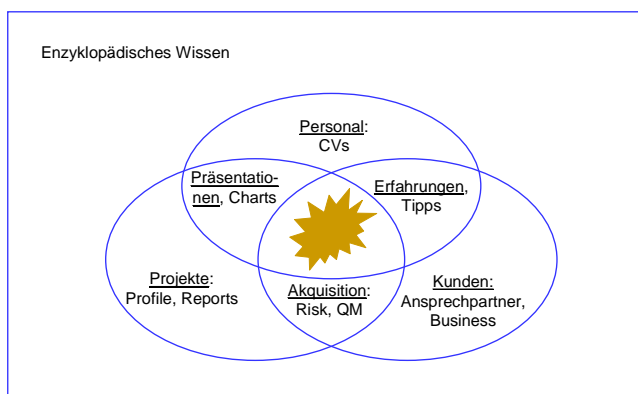 Enzyklopädisches Wissen
Personal:
CVs
Präsentatio-
nen, Charts
Erfahrungen,
Tipps
Projekte:
Profile, Reports
Akquisition:
Risk, QM
Kunden:
Ansprechpartner,
Business